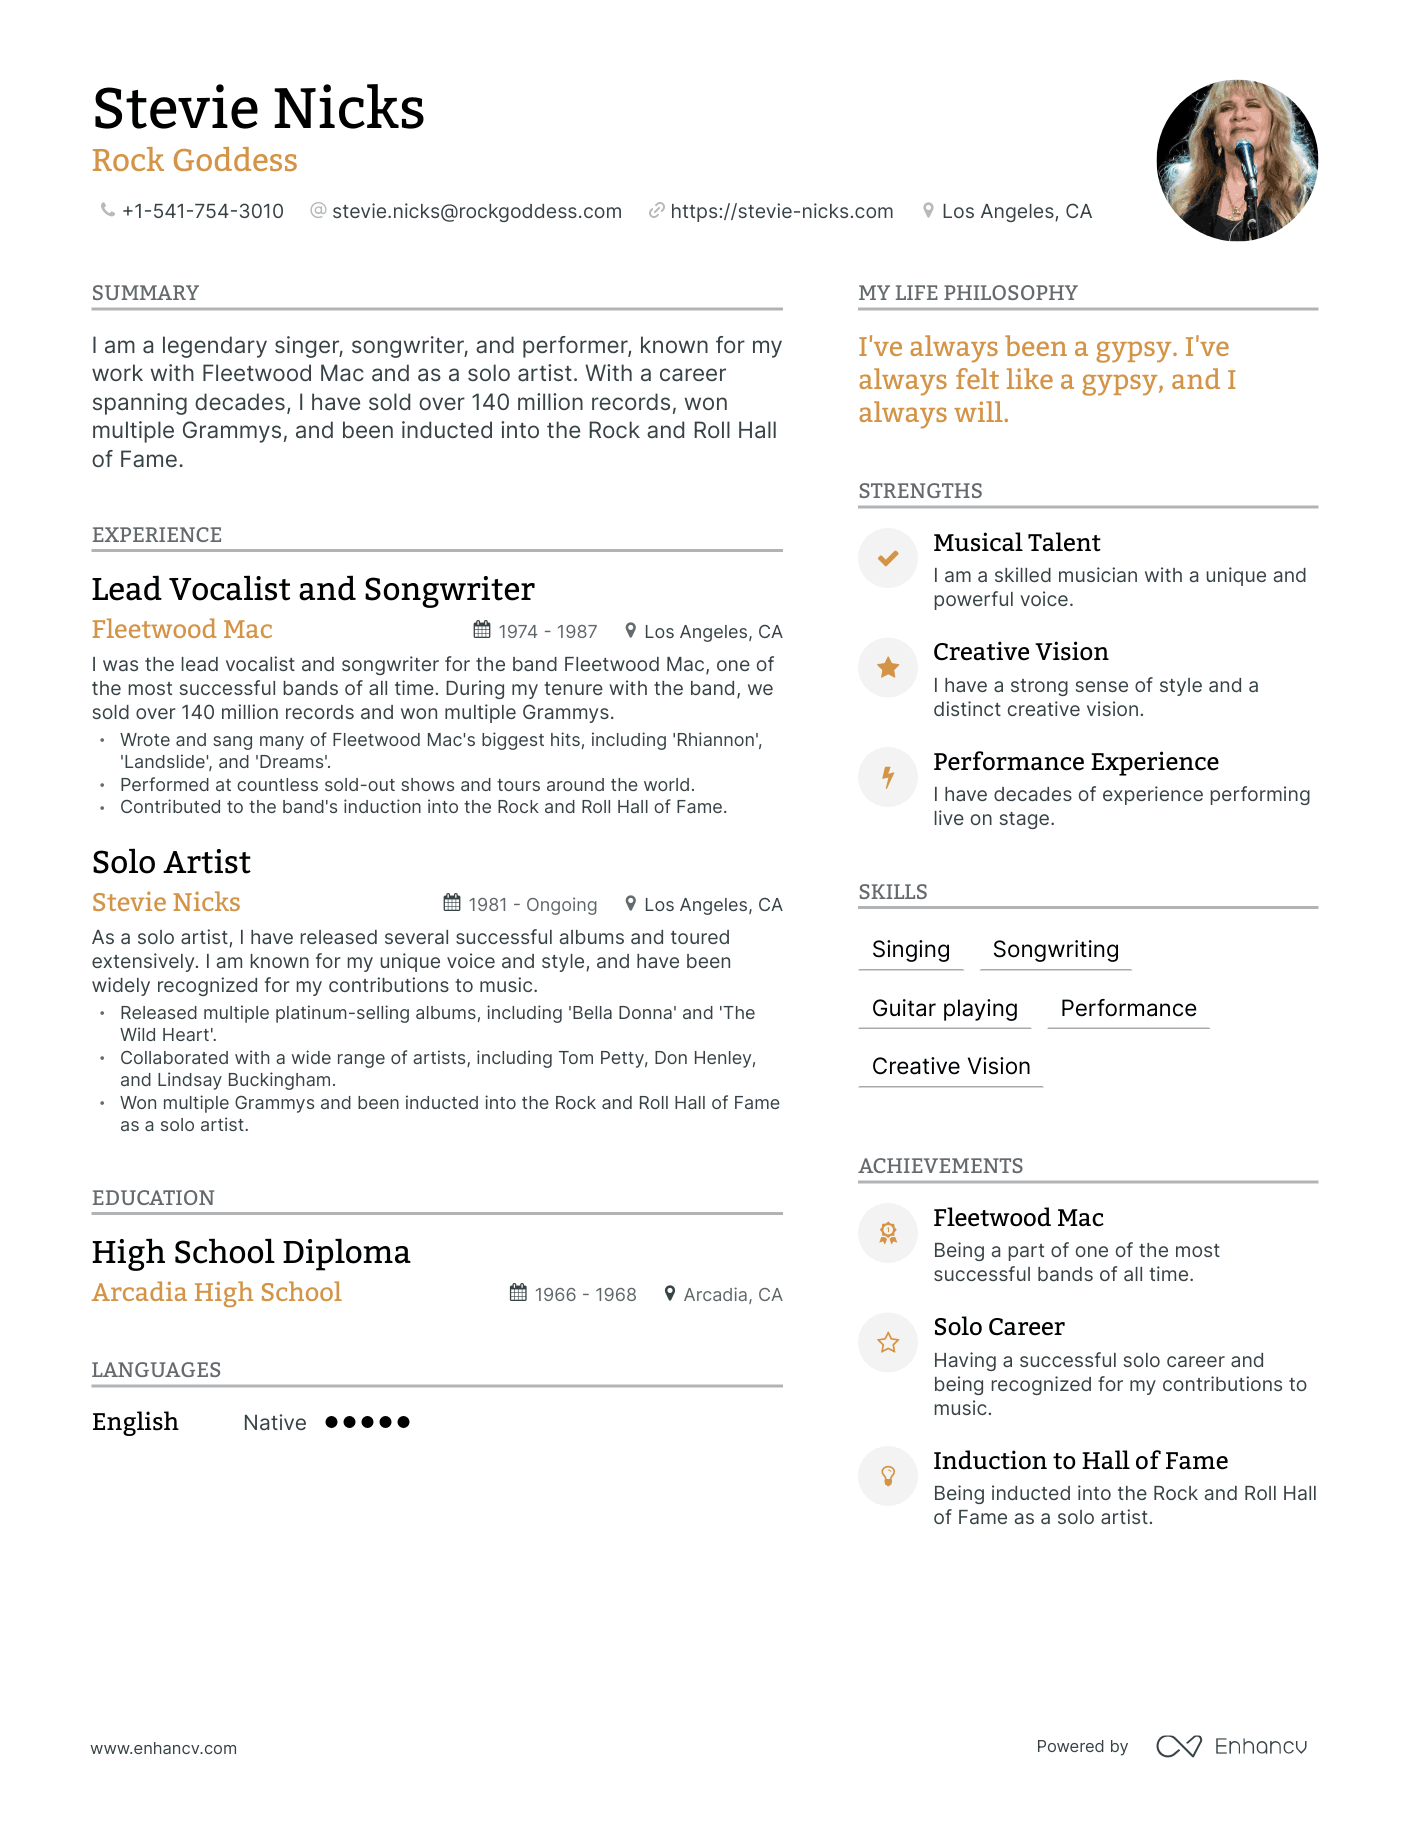 Stevie Nicks
Rock Goddess
+1-541-754-3010 @ stevie.nicks@rockgoddess.com https://stevie-nicks.com Los Angeles, CA
SUMMARY
I am a legendary singer, songwriter, and performer, known for my
work with Fleetwood Mac and as a solo artist. With a career
spanning decades, I have sold over 140 million records, won
multiple Grammys, and been inducted into the Rock and Roll Hall
of Fame.
EXPERIENCE
Lead Vocalist and Songwriter
Fleetwood Mac 1974 - 1987 Los Angeles, CA
I was the lead vocalist and songwriter for the band Fleetwood Mac, one of
the most successful bands of all time. During my tenure with the band, we
sold over 140 million records and won multiple Grammys.
• Wrote and sang many of Fleetwood Mac's biggest hits, including 'Rhiannon',
'Landslide', and 'Dreams'.
• Performed at countless sold-out shows and tours around the world.
• Contributed to the band's induction into the Rock and Roll Hall of Fame.
Solo Artist
Stevie Nicks 1981 - Ongoing Los Angeles, CA
As a solo artist, I have released several successful albums and toured
extensively. I am known for my unique voice and style, and have been
widely recognized for my contributions to music.
• Released multiple platinum-selling albums, including 'Bella Donna' and 'The
Wild Heart'.
• Collaborated with a wide range of artists, including Tom Petty, Don Henley,
and Lindsay Buckingham.
• Won multiple Grammys and been inducted into the Rock and Roll Hall of Fame
as a solo artist.
EDUCATION
High School Diploma
Arcadia High School 1966 - 1968 Arcadia, CA
LANGUAGES
English Native
MY LIFE PHILOSOPHY
I've always been a gypsy. I've
always felt like a gypsy, and I
always will.
STRENGTHS
Musical Talent
I am a skilled musician with a unique and
powerful voice.
Creative Vision
I have a strong sense of style and a
distinct creative vision.
Performance Experience
I have decades of experience performing
live on stage.
SKILLS
Singing Songwriting
Guitar playing Performance
Creative Vision
ACHIEVEMENTS
Fleetwood Mac
Being a part of one of the most
successful bands of all time.
Solo Career
Having a successful solo career and
being recognized for my contributions to
music.
Induction to Hall of Fame
Being inducted into the Rock and Roll Hall
of Fame as a solo artist.
www.enhancv.com
Powered by Enhancv